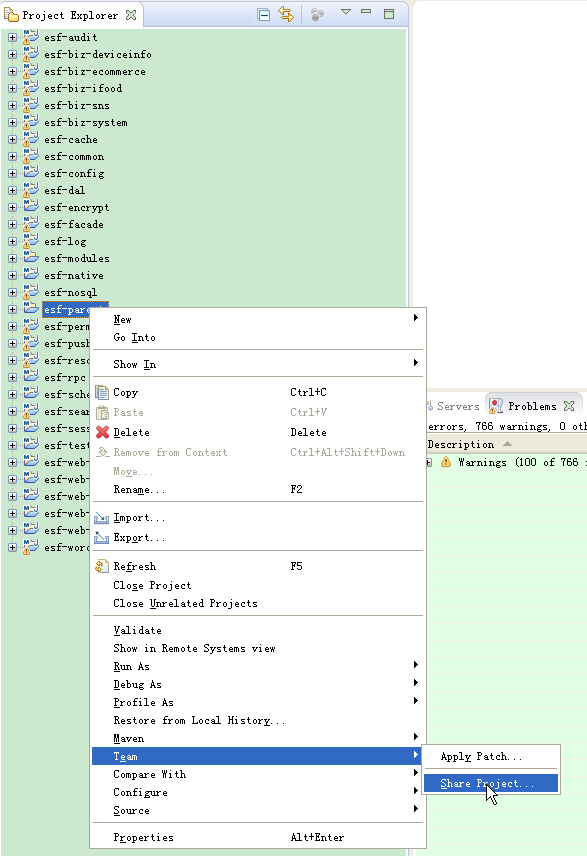 Project Explorer
esf-audit
esf-biz-deviceinfo
esf-biz-ecommerce
esf-biz-ifood
esf-biz-sns
esf-biz-system
esf-cache
esf-common
esf-config
esf-dal
esf-encrypt
esf-facade
esf-log
esf-modules
esf-native
esf-nosql
esf-pare
esf-perm
esf-push
esf-reso
esf-rpc
esf-sche
esf-sear
esf-sess
esf-test
esf-web-
esf-web-
esf-web-
esf-web-
esf-web-
esf-word
New
Go Into
Show In
Copy Ctrl+C
Paste Ctrl+V
Delete Delete
Remove from Context Ctrl+Alt+Shift+Down
Move...
Rename... F2
Import...
Export...
Refresh F5
Close Project
Close Unrelated Projects
Validate
Show in Remote Systems view
Run As
Debug As
Profile As
Restore from Local History...
Maven
Team
Compare With
Configure
Source
Properties Alt+Enter
Apply Patch...
Share Project...
Servers Problems
errors, 766 warnings, 0 oth
Description
Warnings (100 of 766